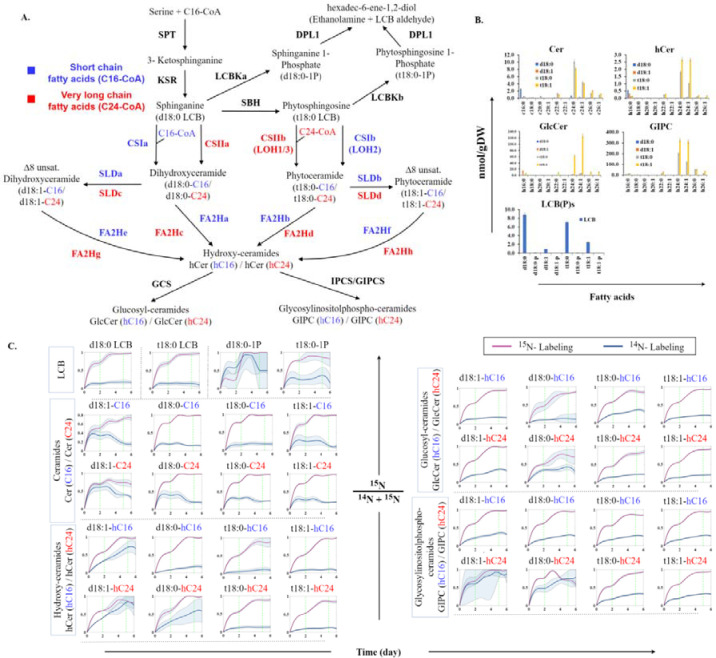 A.
Serine + C16-CoA
hexadec-6-ene-1,2-diol
(Ethanolamine + LCB aldehyde)
SPT
DPL1
DPL1
3- Ketosphinganine
Sphinganine 1-
Phosphate
(d18:0-1P)
Phytosphingosine 1-
Phosphate
(t18:0-1P)
Short chain
fatty acids (C16-CoA)
Very long chain
fatty acids (C24-CoA)
KSR
LCBKa
LCBKb
Sphinganine
(d18:0 LCB)
SBH
Phytosphingosine
(t18:0 LCB)
C16-CoA
C24-CoA
CSIa
CSIIa
CSIIb
(LOH1/3)
CSIb
(LOH2)
Δ8 unsat.
Dihydroxyceramide
(d18:1-C16/
d18:1-C24)
SLDa
SLDc
Dihydroxyceramide
(d18:0-C16/
d18:0-C24)
Phytoceramide
(t18:0-C16/
t18:0-C24)
SLDb
SLDd
Δ8 unsat.
Phytoceramide
(t18:1-C16/
t18:1-C24)
FA2He
FA2Hg
FA2Hc
FA2Ha
FA2Hb
FA2Hd
FA2Hf
FA2Hh
Hydroxy-ceramides
hCer (hC16) / hCer (hC24)
GCS
IPCS/GIPCS
Glucosyl-ceramides
GlcCer (hC16) / GlcCer (hC24)
Glycosylinositolphospho-ceramides
GIPC (hC16) / GIPC (hC24)
B.
Cer
hCer
GlcCer
GIPC
LCB(P)s
d18:0
d18:1
t18:0
t18:1
LCB
nmol/gDW
Fatty acids
C.
15N- Labeling
14N- Labeling
LCB
d18:0 LCB
t18:0 LCB
d18:0-1P
t18:0-1P
Ceramides
Cer (C16) / Cer (C24)
d18:1-C16
d18:0-C16
t18:0-C16
t18:1-C16
d18:1-C24
d18:0-C24
t18:0-C24
t18:1-C24
Hydroxy-ceramides
hCer (hC16) / hCer (hC24)
d18:1-hC16
d18:0-hC16
t18:0-hC16
t18:1-hC16
d18:1-hC24
d18:0-hC24
t18:0-hC24
t18:1-hC24
15N
14N + 15N
Glucosyl-ceramides
GlcCer (hC16) / GlcCer (hC24)
d18:1-hC16
d18:0-hC16
t18:0-hC16
t18:1-hC16
d18:1-hC24
d18:0-hC24
t18:0-hC24
t18:1-hC24
Glycosylinositolphospho-
ceramides
GIPC (hC16) / GIPC (hC24)
d18:1-hC16
d18:0-hC16
t18:0-hC16
t18:1-hC16
d18:1-hC24
d18:0-hC24
t18:0-hC24
t18:1-hC24
Time (day)